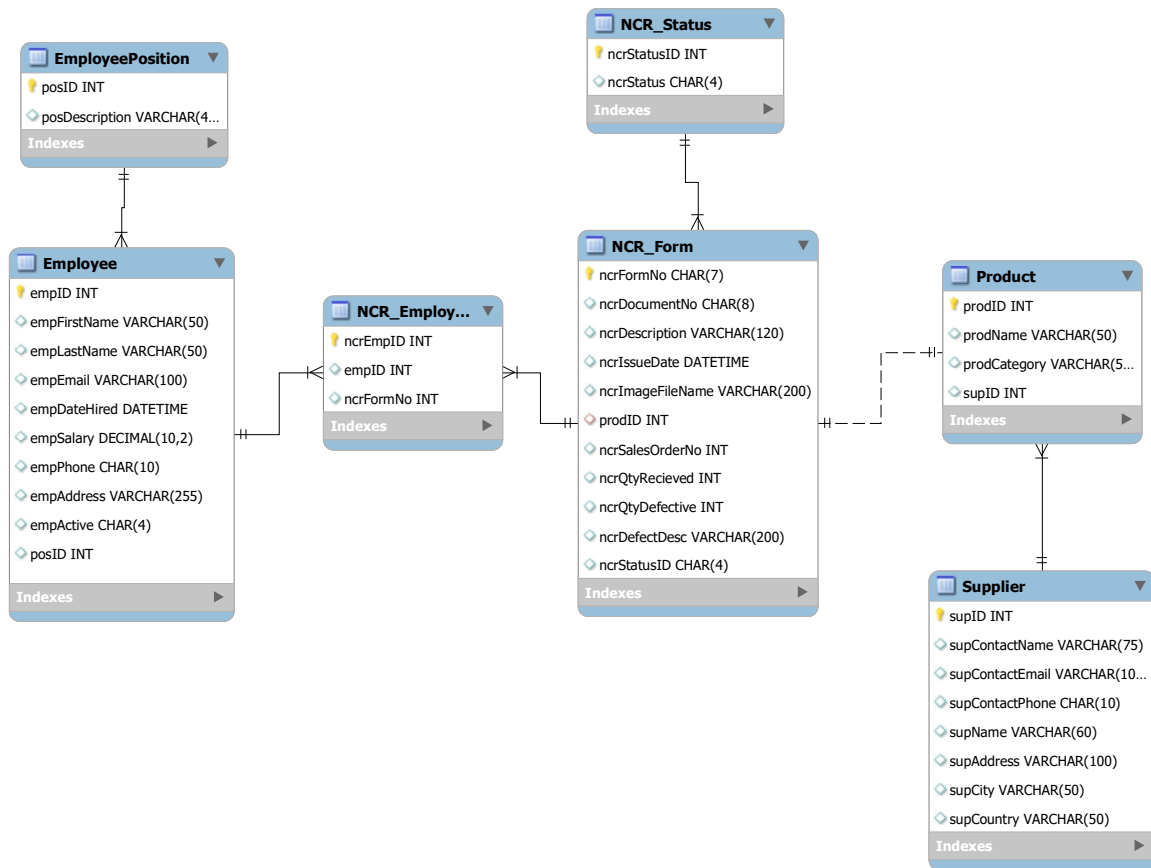 EmployeePosition
posID INT
posDescription VARCHAR(4...
Indexes
NCR_Status
ncrStatusID INT
ncrStatus CHAR(4)
Indexes
Employee
empID INT
empFirstName VARCHAR(50)
empLastName VARCHAR(50)
empEmail VARCHAR(100)
empDateHired DATETIME
empSalary DECIMAL(10,2)
empPhone CHAR(10)
empAddress VARCHAR(255)
empActive CHAR(4)
posID INT
Indexes
NCR_Employ...
ncrEmpID INT
empID INT
ncrFormNo INT
Indexes
NCR_Form
ncrFormNo CHAR(7)
ncrDocumentNo CHAR(8)
ncrDescription VARCHAR(120)
ncrIssueDate DATETIME
ncrImageFileName VARCHAR(200)
prodID INT
ncrSalesOrderNo INT
ncrQtyRecieved INT
ncrQtyDefective INT
ncrDefectDesc VARCHAR(200)
ncrStatusID CHAR(4)
Indexes
Product
prodID INT
prodName VARCHAR(50)
prodCategory VARCHAR(5...
supID INT
Indexes
Supplier
supID INT
supContactName VARCHAR(75)
supContactEmail VARCHAR(10...
supContactPhone CHAR(10)
supName VARCHAR(60)
supAddress VARCHAR(100)
supCity VARCHAR(50)
supCountry VARCHAR(50)
Indexes